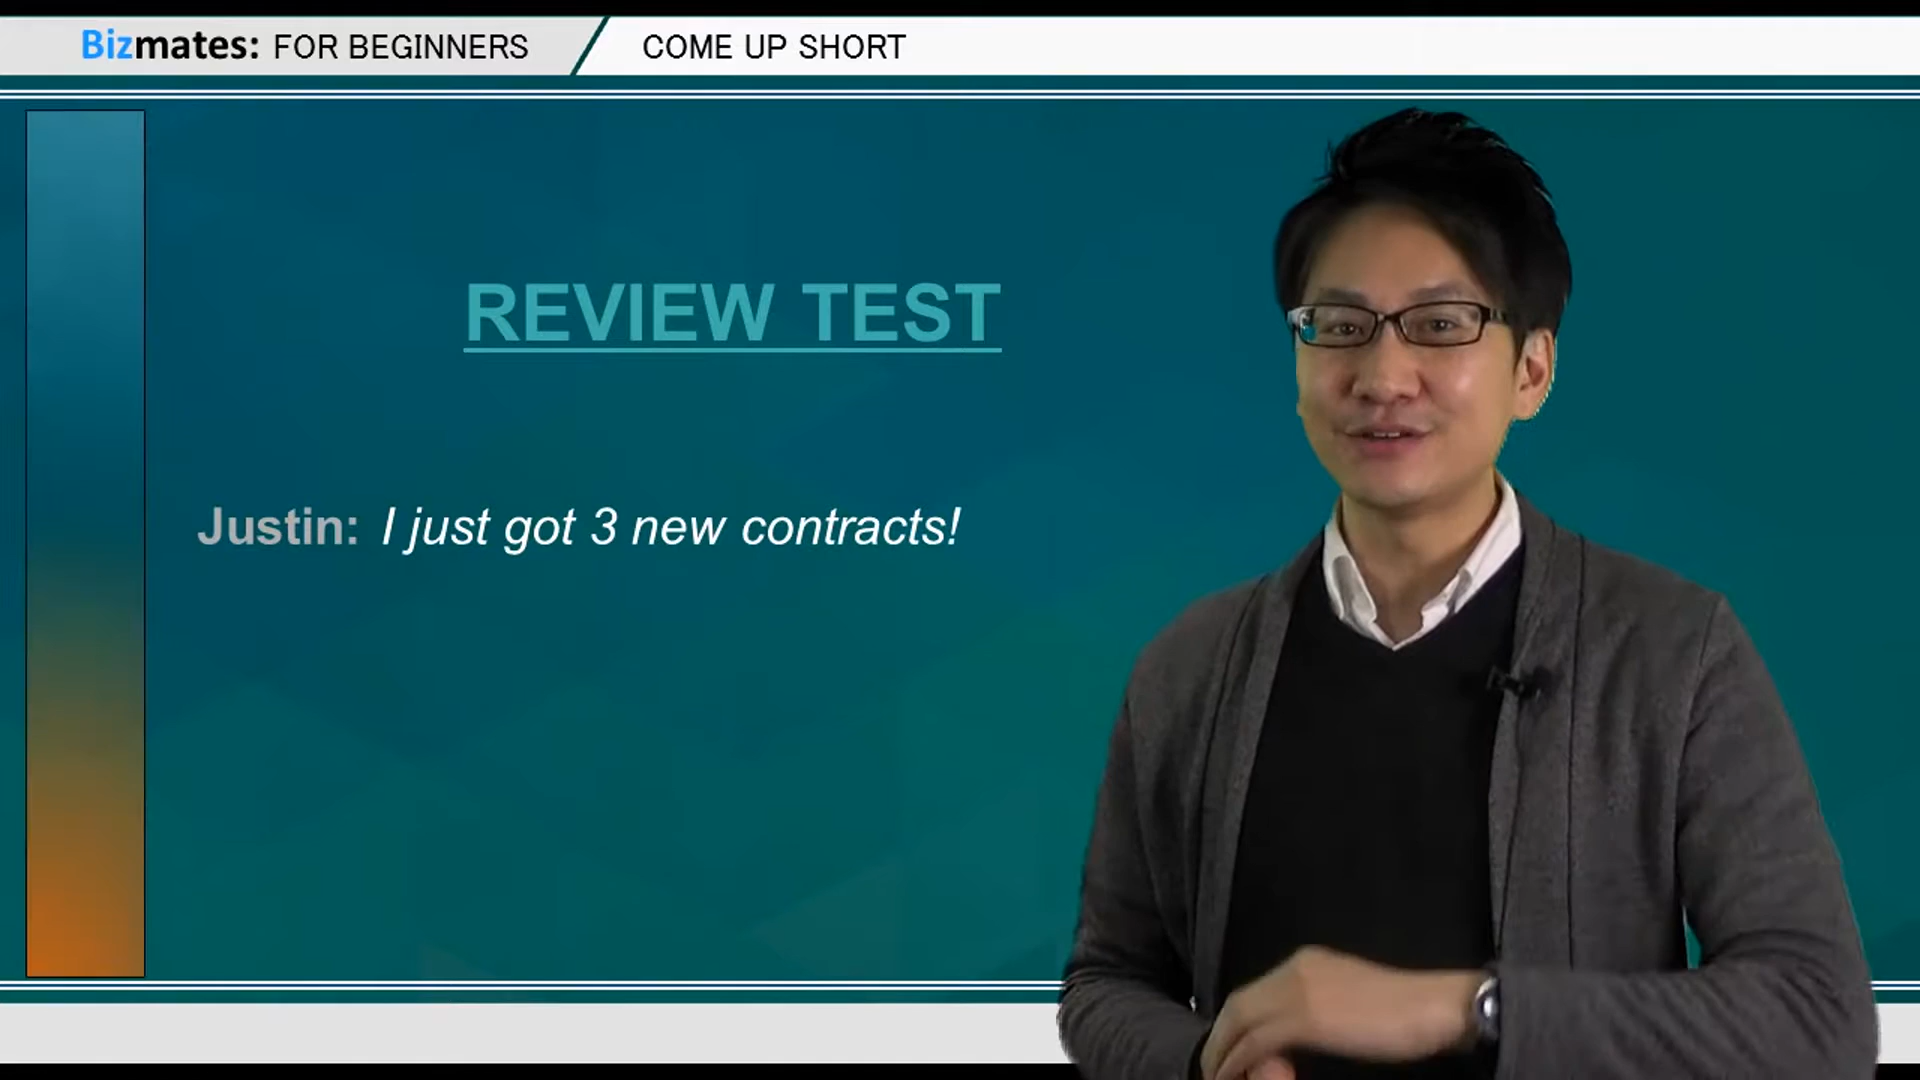 Bizmates: FOR BEGINNERS
COME UP SHORT
REVIEW TEST
Justin: I just got 3 new contracts!